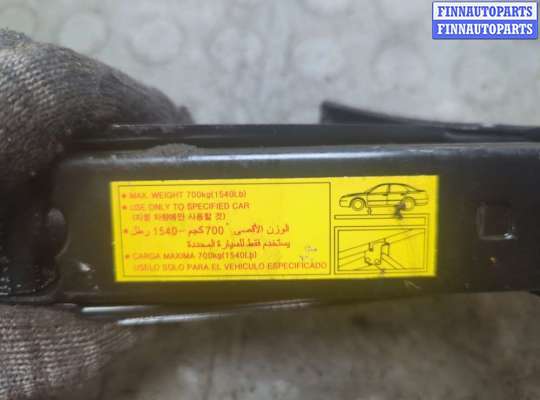 FINNAUTOPARTS
FINNAUTOPARTS
• MAX. WEIGHT 700kg(1540Lb)
• USE ONLY TO SPECIFIED CAR
(지정 차량에만 사용할 것)
• الوزن الأقصى 700 كجم - 1540 رطل
يستخدم فقط للسيارة المحددة
• CARGA MAXIMA 700kg(1540Lb)
USELO SOLO PARA EL VEHICULO ESPECIFICADO